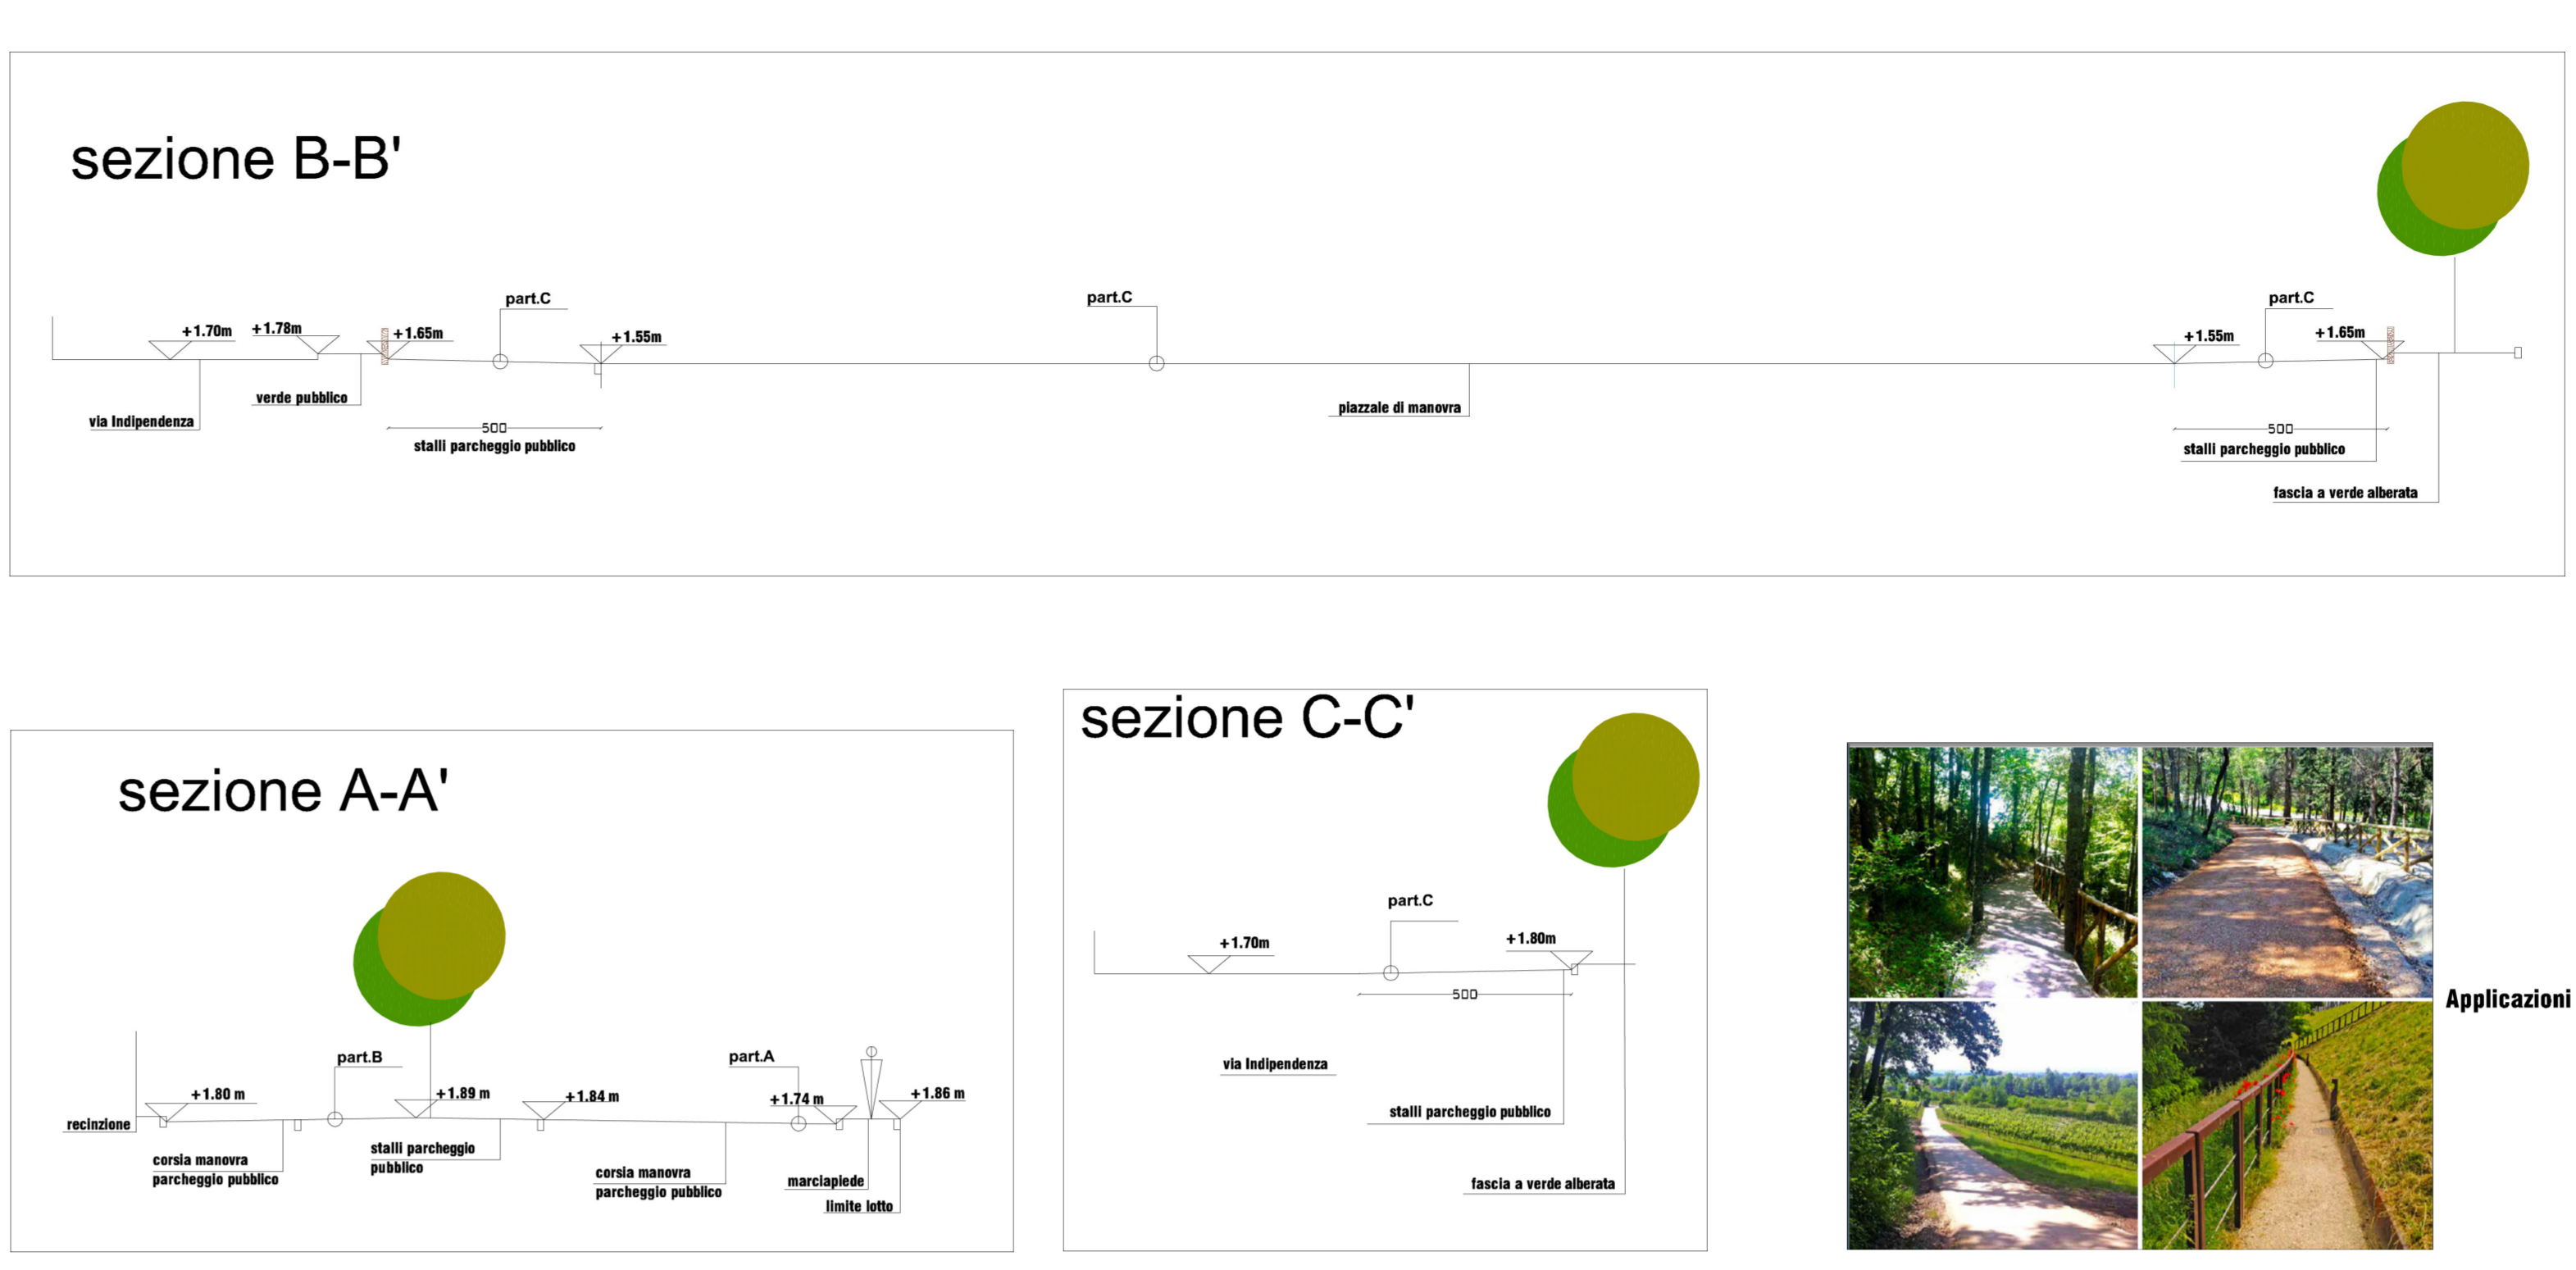 sezione B-B'
part.C
part.C
part.C
+1.70m
+1.78m
+1.65m
+1.55m
+1.55m
+1.65m
verde pubblico
via Indipendenza
piazzale di manovra
500
stalli parcheggio pubblico
500
stalli parcheggio pubblico
fascia a verde alberata
sezione A-A'
part.B
part.A
+1.80 m
+1.89 m
+1.84 m
+1.74 m
+1.86 m
recinzione
corsia manovra
parcheggio pubblico
stalli parcheggio
pubblico
corsia manovra
parcheggio pubblico
marciapiede
limite lotto
sezione C-C'
part.C
+1.70m
+1.80m
500
via Indipendenza
stalli parcheggio pubblico
fascia a verde alberata
Applicazioni